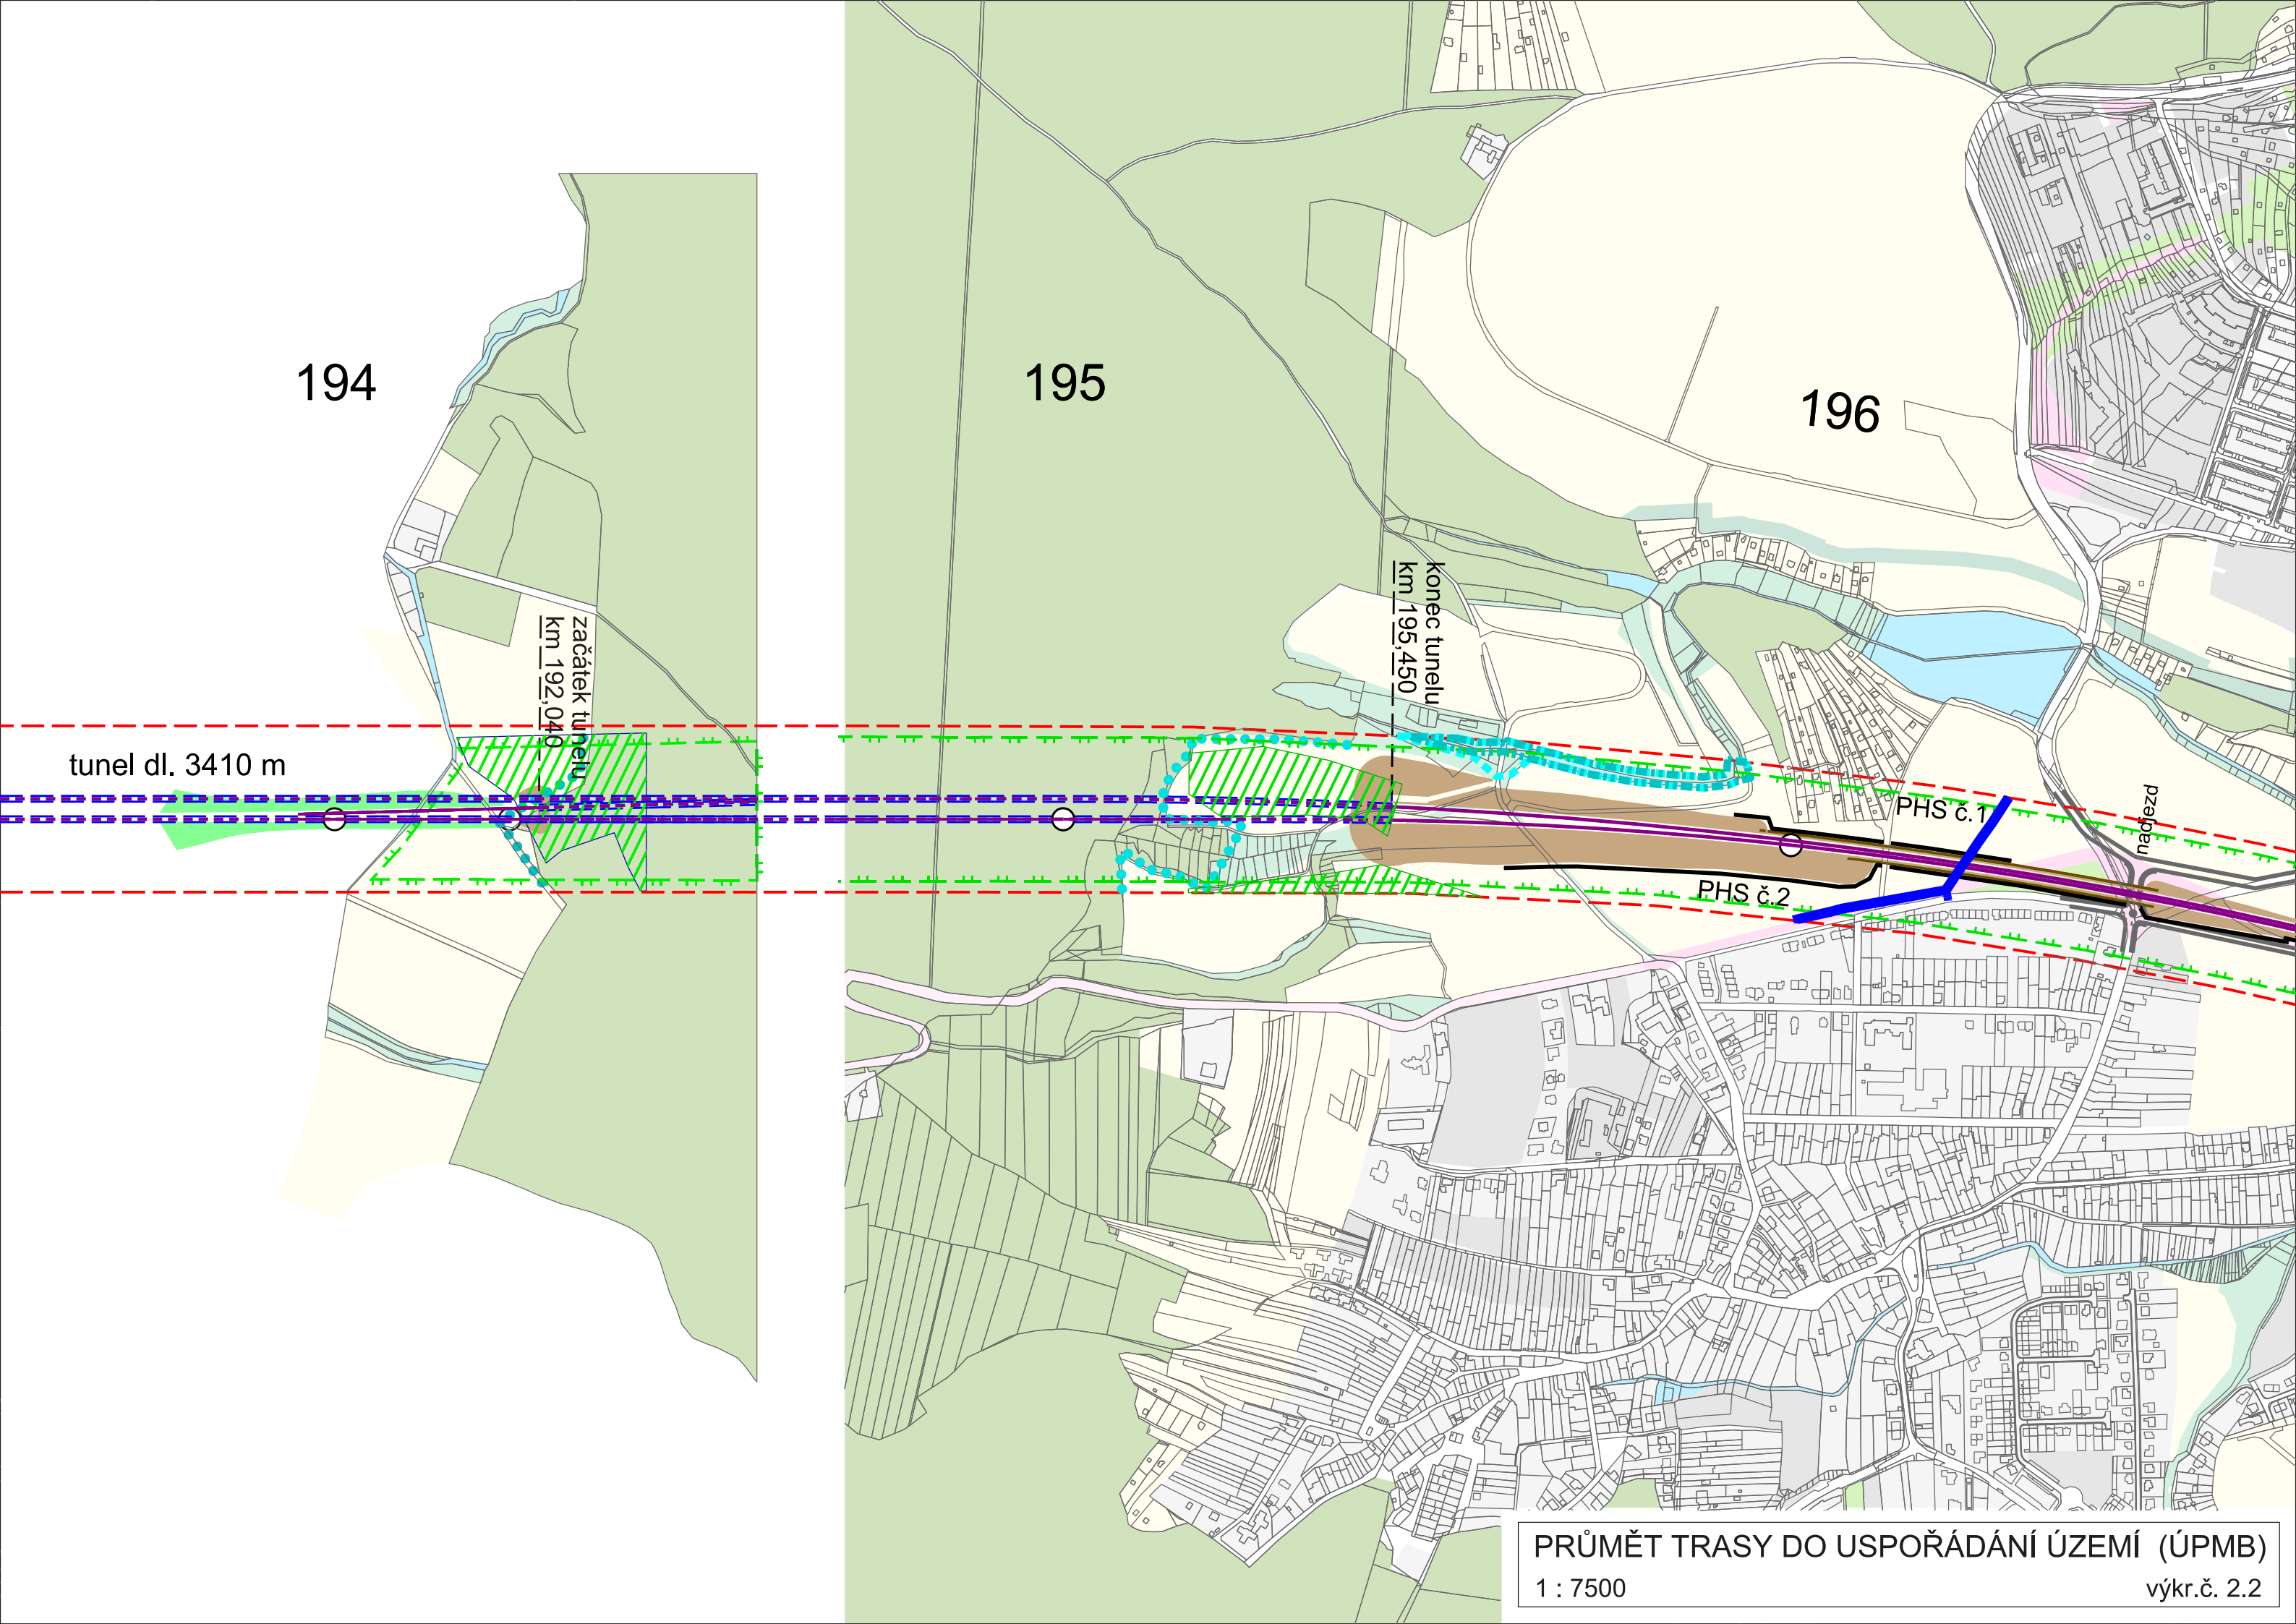 194
195
196
začátek tunelu
km 192,040
konec tunelu
km 195,450
tunel dl. 3410 m
PHS č.1
PHS č.2
nadjezd
PRŮMĚT TRASY DO USPOŘÁDÁNÍ ÚZEMÍ (ÚPMB)
1 : 7500
výkr.č. 2.2